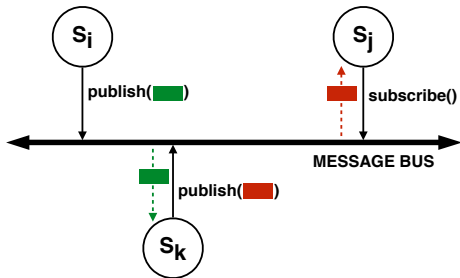 Si
Sj
publish( )
subscribe()
MESSAGE BUS
publish( )
Sk